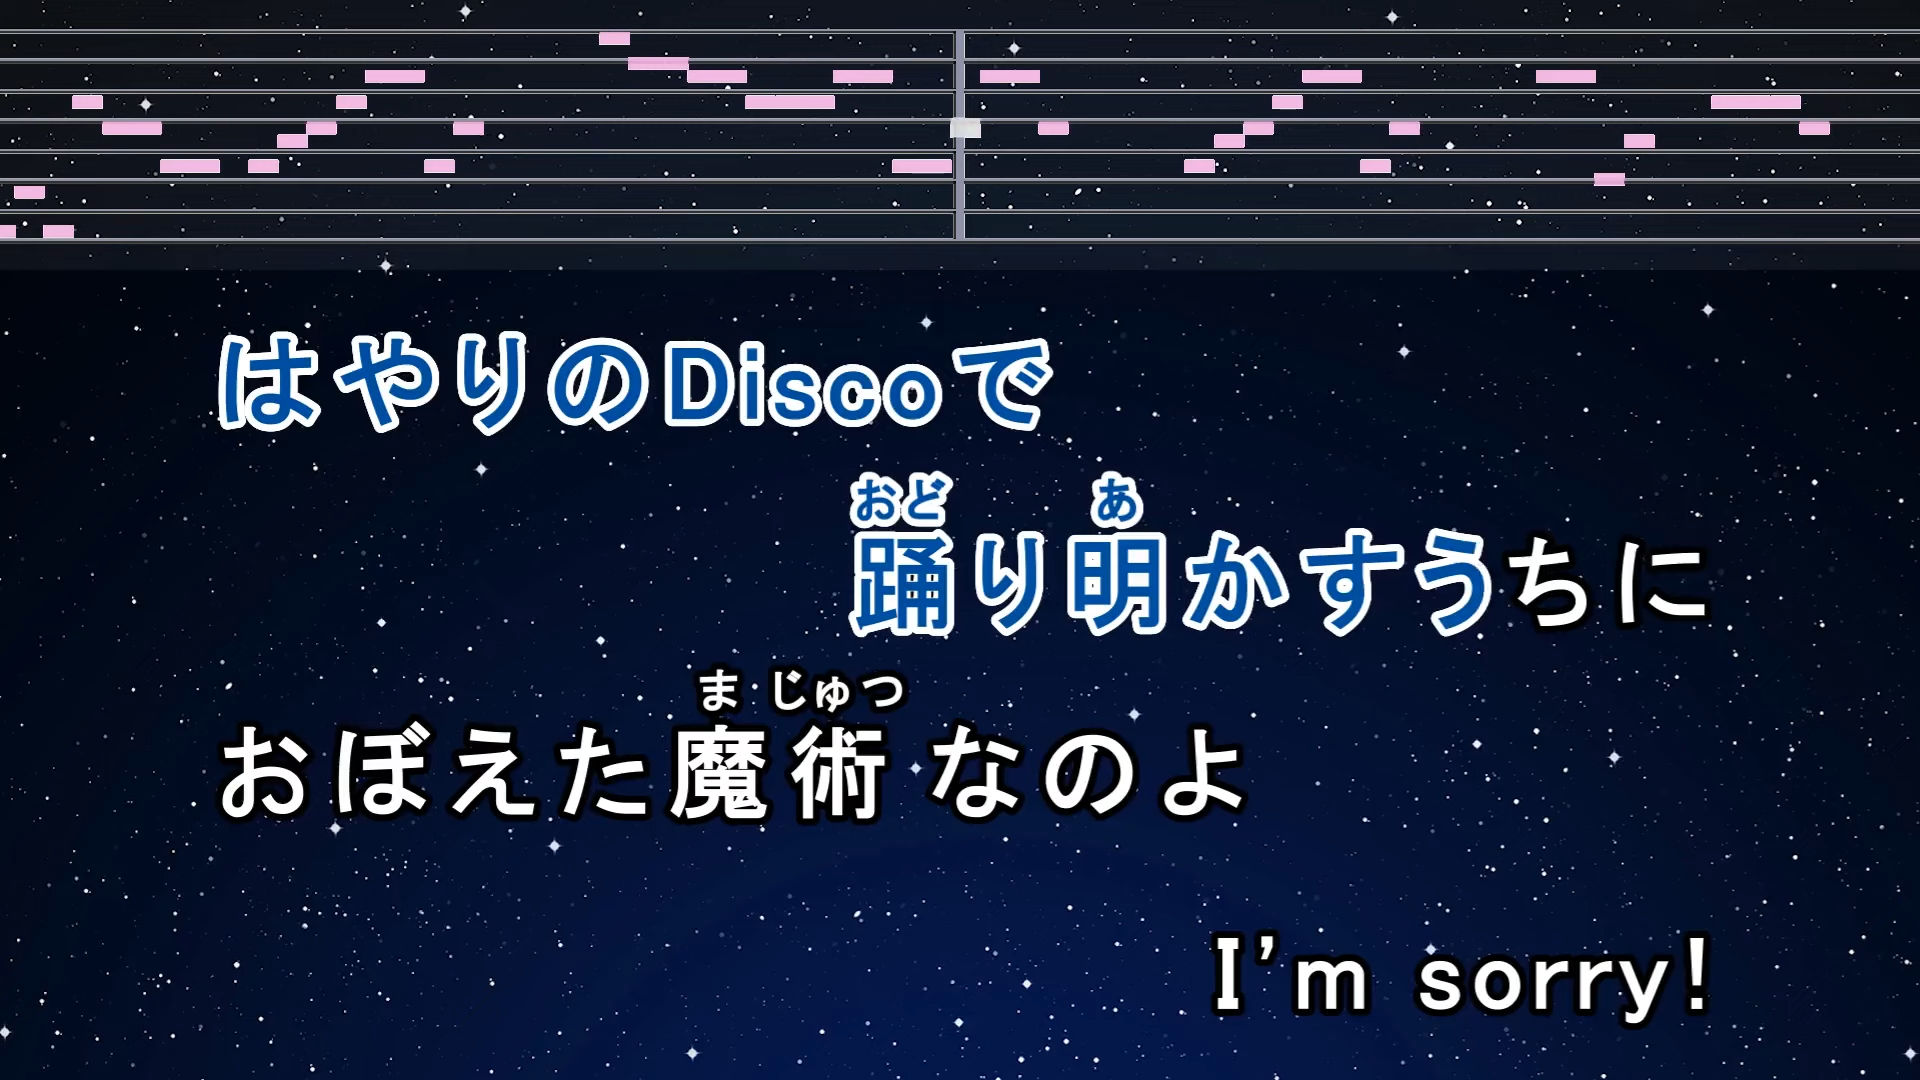 はやりのDiscoで
おど あ
踊り明かすうちに
ま じゅつ
おぼえた魔術 なのよ
I'm sorry!